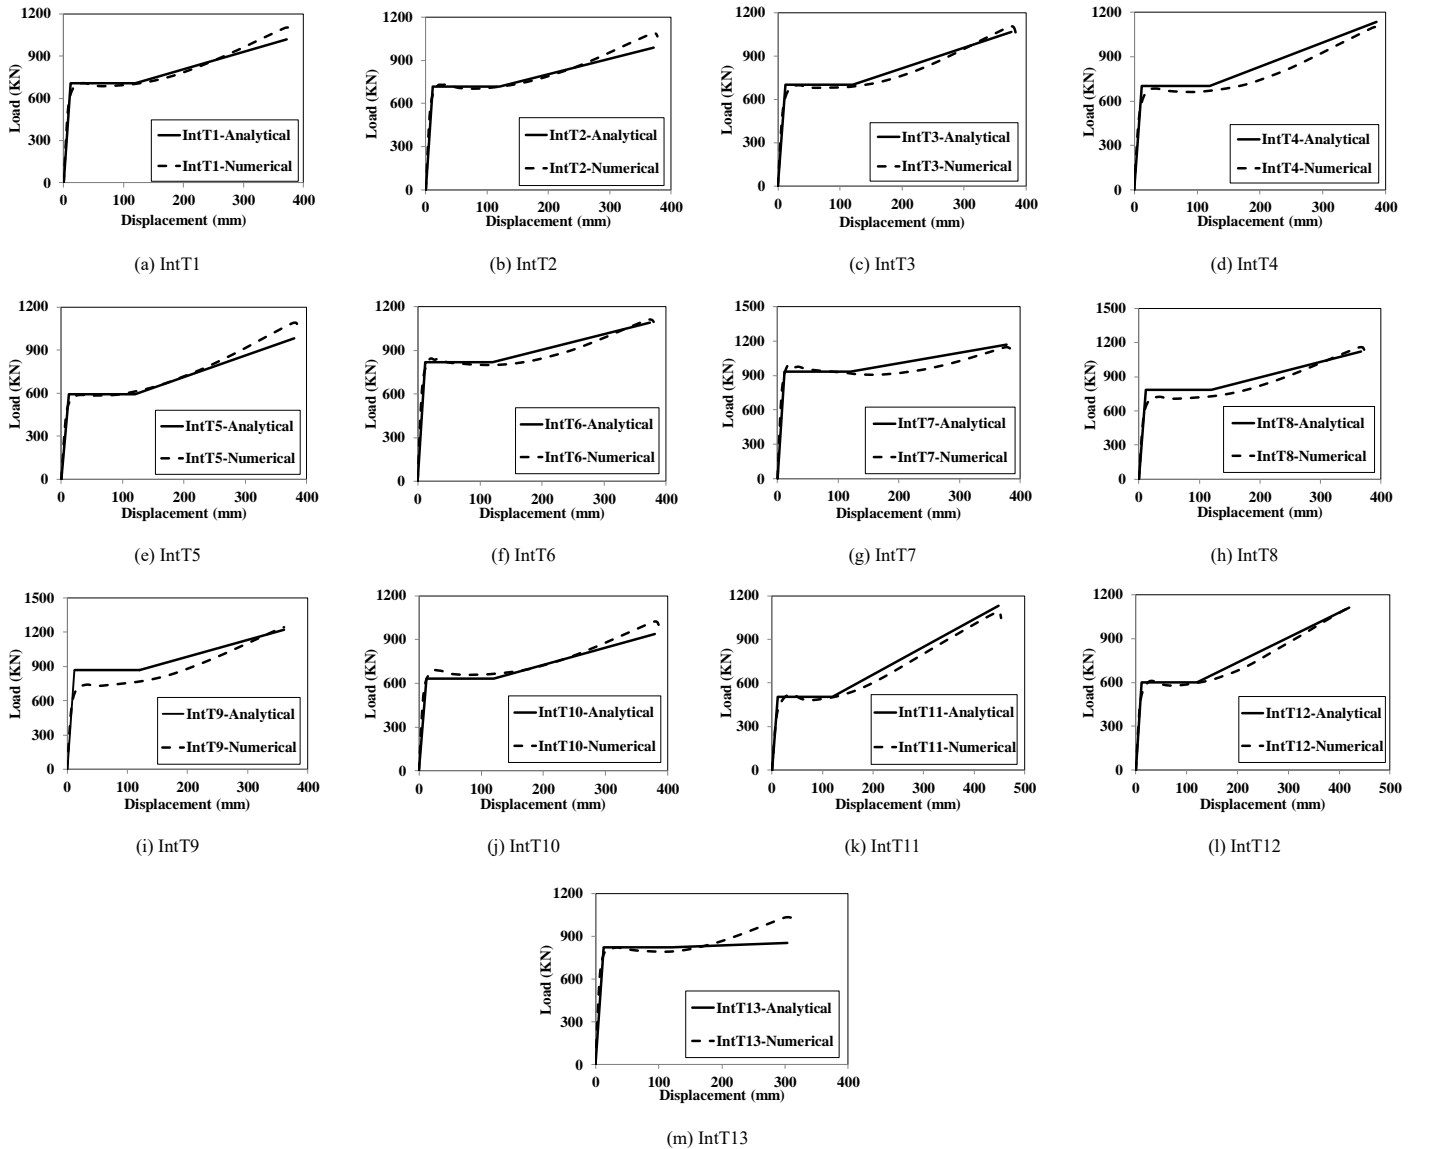 1200
900
600
300
0
Load (KN)
IntT1-Analytical
IntT1-Numerical
0 100 200 300 400
Displacement (mm)
(a) IntT1
1200
900
600
300
0
Load (KN)
IntT2-Analytical
IntT2-Numerical
0 100 200 300 400
Displacement (mm)
(b) IntT2
1200
900
600
300
0
Load (KN)
IntT3-Analytical
IntT3-Numerical
0 100 200 300 400
Displacement (mm)
(c) IntT3
1200
900
600
300
0
Load (KN)
IntT4-Analytical
IntT4-Numerical
0 100 200 300 400
Displacement (mm)
(d) IntT4
1200
900
600
300
0
Load (KN)
IntT5-Analytical
IntT5-Numerical
0 100 200 300 400
Displacement (mm)
(e) IntT5
1200
900
600
300
0
Load (KN)
IntT6-Analytical
IntT6-Numerical
0 100 200 300 400
Displacement (mm)
(f) IntT6
1500
1200
900
600
300
0
Load (KN)
IntT7-Analytical
IntT7-Numerical
0 100 200 300 400
Displacement (mm)
(g) IntT7
1500
1200
900
600
300
0
Load (KN)
IntT8-Analytical
IntT8-Numerical
0 100 200 300 400
Displacement (mm)
(h) IntT8
1500
1200
900
600
300
0
Load (KN)
IntT9-Analytical
IntT9-Numerical
0 100 200 300 400
Displacement (mm)
(i) IntT9
1200
900
600
300
0
Load (KN)
IntT10-Analytical
IntT10-Numerical
0 100 200 300 400
Displacement (mm)
(j) IntT10
1200
900
600
300
0
Load (KN)
IntT11-Analytical
IntT11-Numerical
0 100 200 300 400 500
Displacement (mm)
(k) IntT11
1200
900
600
300
0
Load (KN)
IntT12-Analytical
IntT12-Numerical
0 100 200 300 400 500
Displacement (mm)
(l) IntT12
1200
900
600
300
0
Load (KN)
IntT13-Analytical
IntT13-Numerical
0 100 200 300 400
Displacement (mm)
(m) IntT13